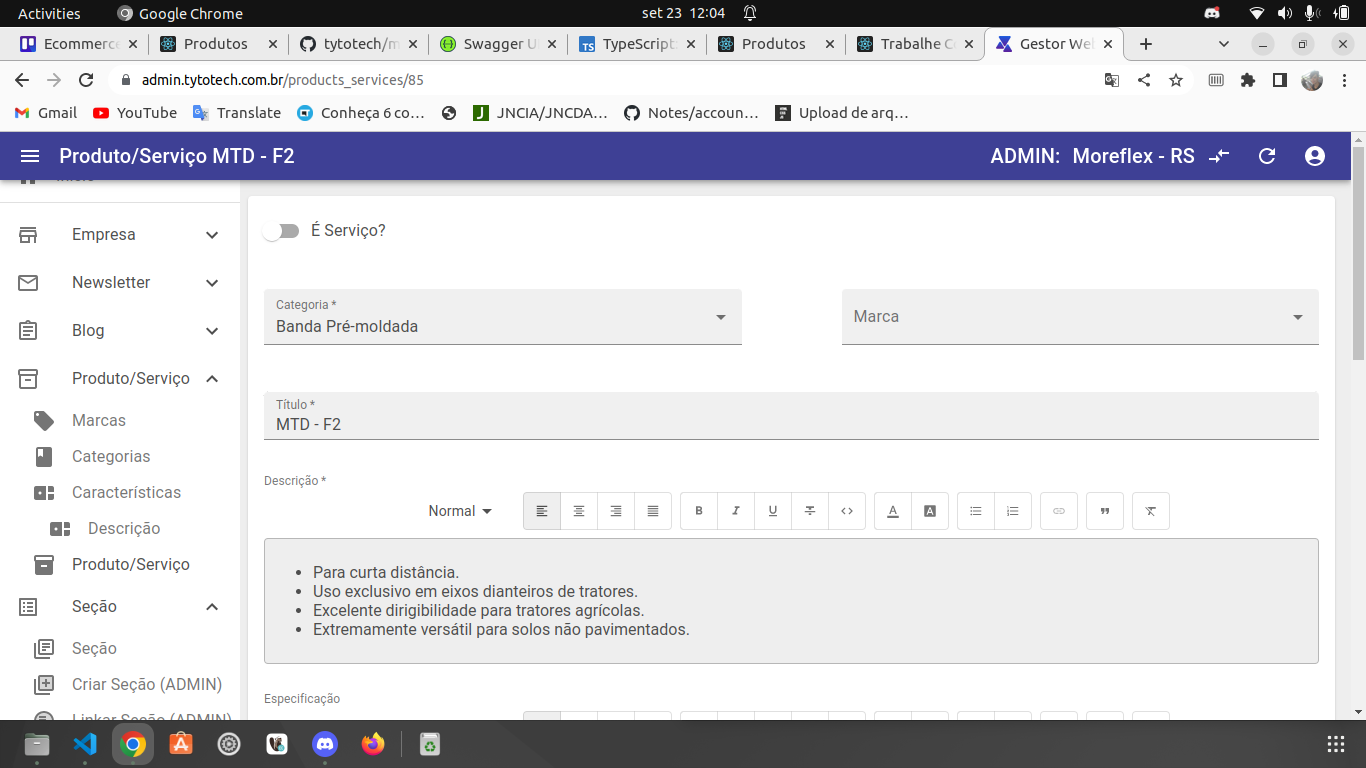 Activities
Google Chrome
set 23 12:04
Ecommerce
Produtos
tytotech/m
Swagger U
TS
TypeScript
Produtos
Trabalhe C
Gestor Wel
admin.tytotech.com.br/products_services/85
Gmail
YouTube
Translate
Conheça 6 co...
J
JNCIA/JNCDA...
Notes/accoun...
Upload de arq...
Produto/Serviço MTD - F2
ADMIN: Moreflex - RS
Início
Empresa
Newsletter
Blog
Produto/Serviço
Marcas
Categorias
Características
Descrição
Produto/Serviço
Seção
Seção
Criar Seção (ADMIN)
Linkar Seção (ADMIN)
É Serviço?
Categoria *
Banda Pré-moldada
Marca
Título *
MTD - F2
Descrição *
Normal
B
I
U
A
A
Para curta distância.
Uso exclusivo em eixos dianteiros de tratores.
Excelente dirigibilidade para tratores agrícolas.
Extremamente versátil para solos não pavimentados.
Especificação